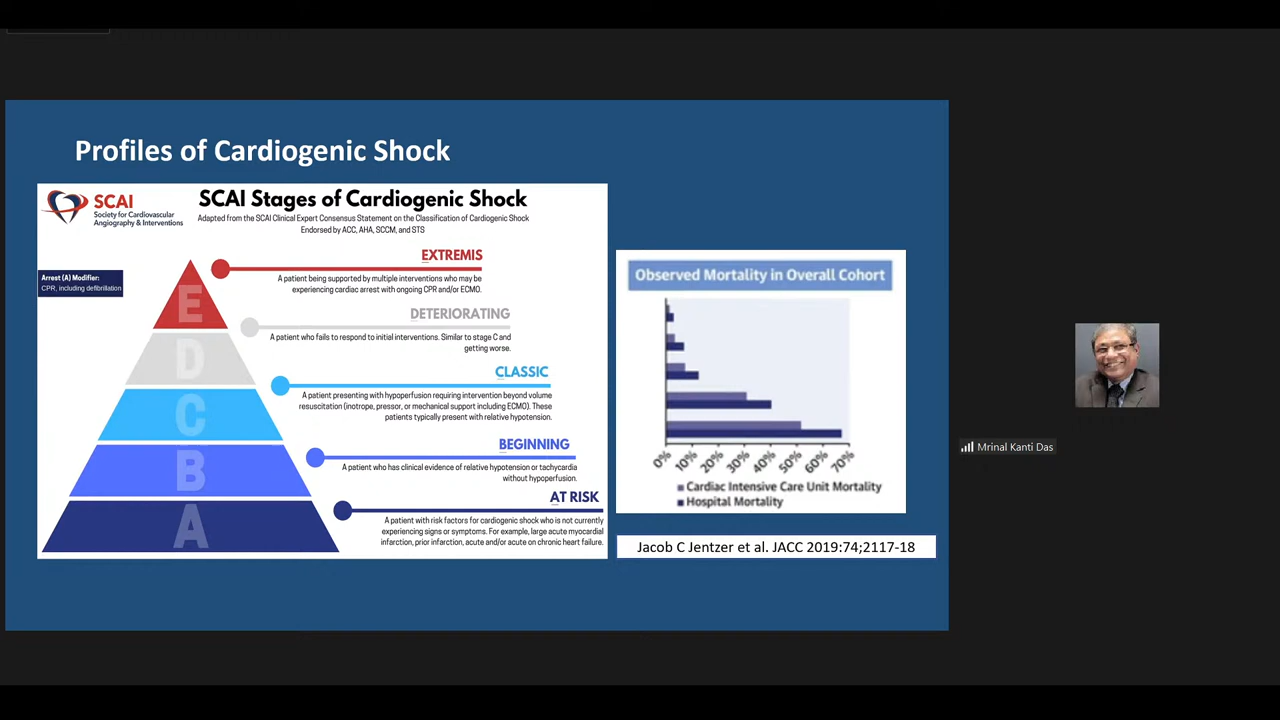 Profiles of Cardiogenic Shock
SCAI
Society for Cardiovascular
Angiography & Interventions
SCAI Stages of Cardiogenic Shock
Adapted from the SCAI Clinical Expert Consensus Statement on the Classification of Cardiogenic Shock
Endorsed by ACC, AHA, SCCM, and STS
Arrest (A) Modifier:
CPR, including defibrillation
E
EXTREMIS
A patient being supported by multiple interventions who may be
experiencing cardiac arrest with ongoing CPR and/or ECMO.
D
DETERIORATING
A patient who fails to respond to initial interventions. Similar to stage C and
getting worse.
C
CLASSIC
A patient presenting with hypoperfusion requiring intervention beyond volume
resuscitation (inotrope, pressor, or mechanical support including ECMO). These
patients typically present with relative hypotension.
B
BEGINNING
A patient who has clinical evidence of relative hypotension or tachycardia
without hypoperfusion.
A
AT RISK
A patient with risk factors for cardiogenic shock who is not currently
experiencing signs or symptoms. For example, large acute myocardial
infarction, prior infarction, acute and/or acute on chronic heart failure.
Observed Mortality in Overall Cohort
0% 10% 20% 30% 40% 50% 60% 70%
Cardiac Intensive Care Unit Mortality
Hospital Mortality
Jacob C Jentzer et al. JACC 2019:74;2117-18
Mrinal Kanti Das